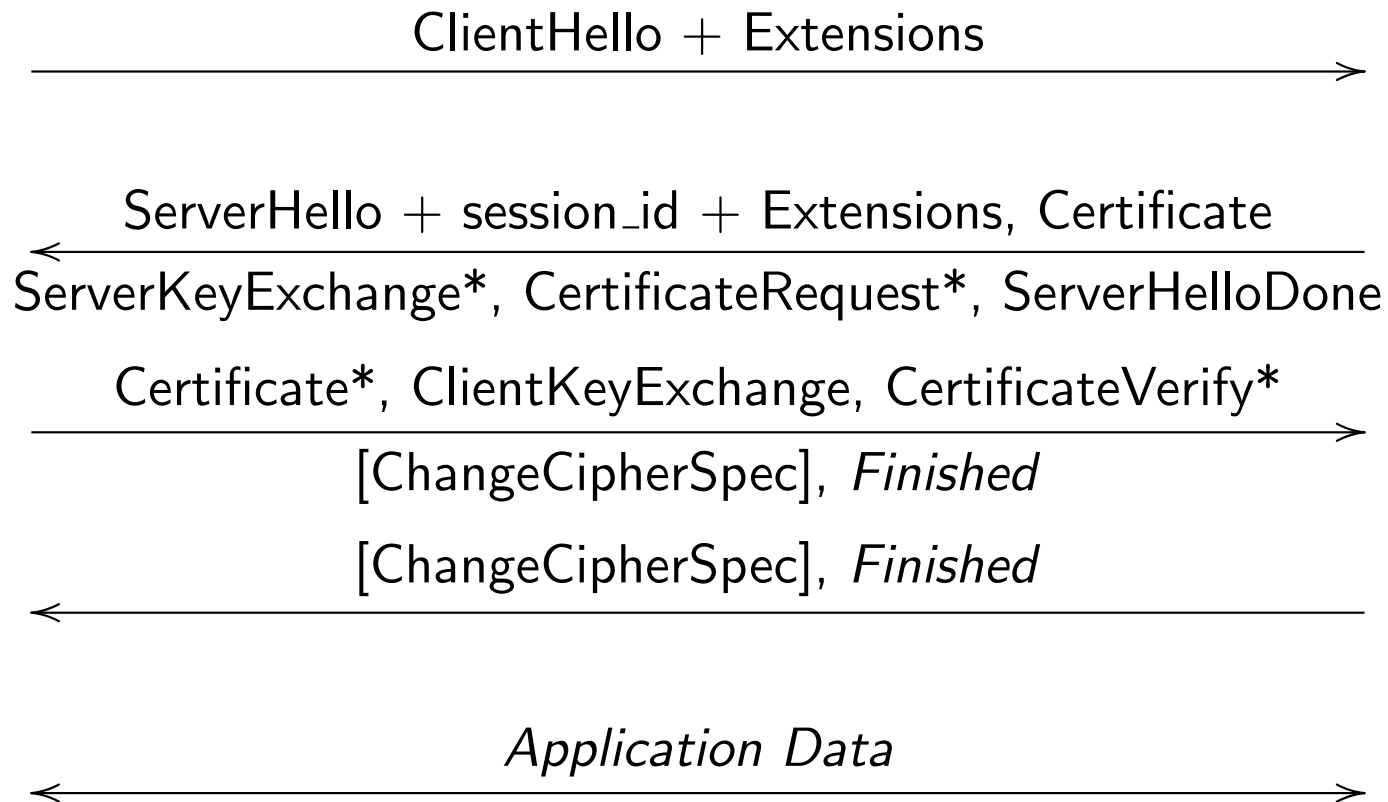 ClientHello + Extensions
ServerHello + session_id + Extensions, Certificate
ServerKeyExchange*, CertificateRequest*, ServerHelloDone
Certificate*, ClientKeyExchange, CertificateVerify*
[ChangeCipherSpec], Finished
[ChangeCipherSpec], Finished
Application Data